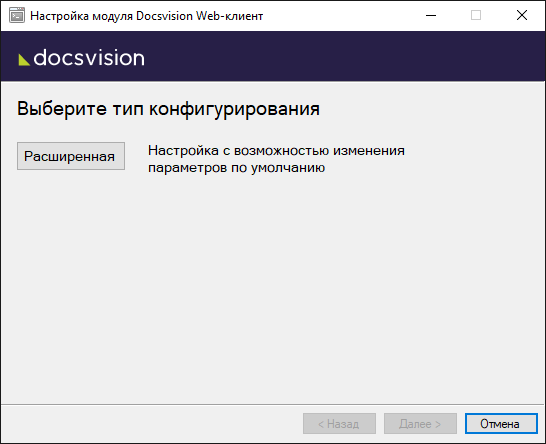 Настройка модуля Docsvision Web-клиент
docsvision
Выберите тип конфигурирования
Расширенная
Настройка с возможностью изменения
параметров по умолчанию
< Назад
Далее >
Отмена